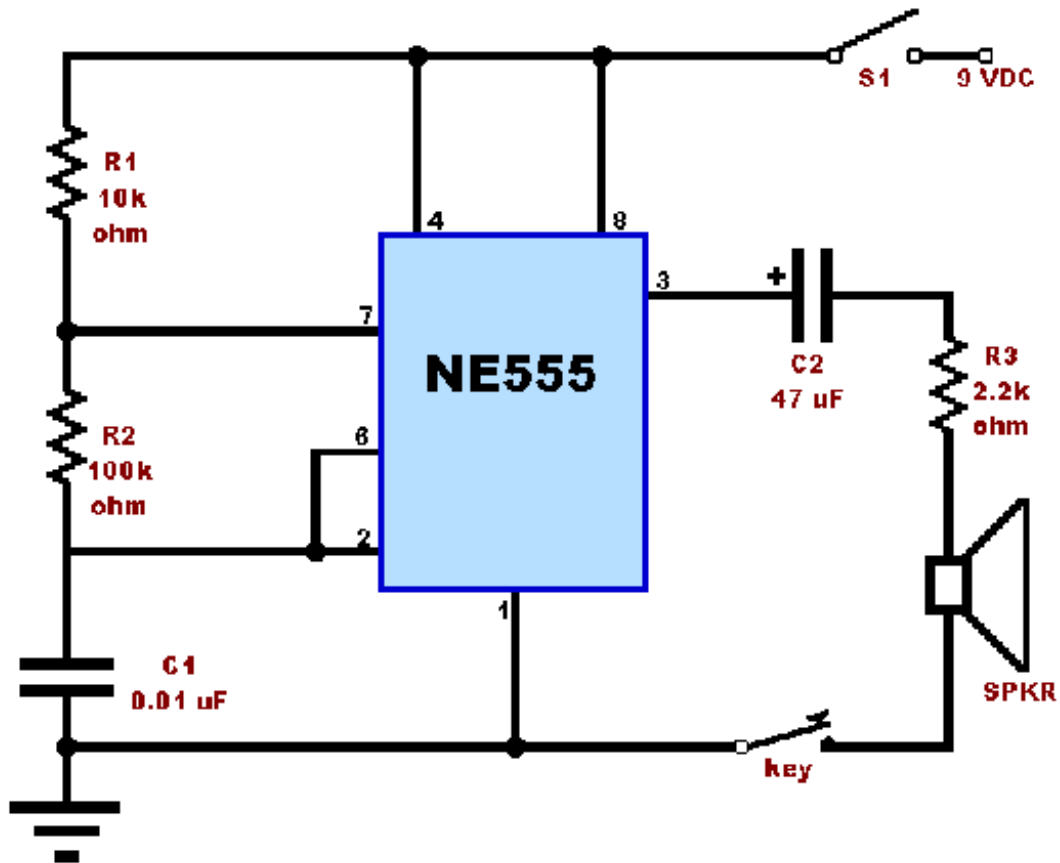 S1
9 VDC
R1
10k
ohm
4
8
3
+
7
NE555
C2
47 uF
R3
2.2k
ohm
6
R2
100k
ohm
2
1
C1
0.01 uF
SPKR
key